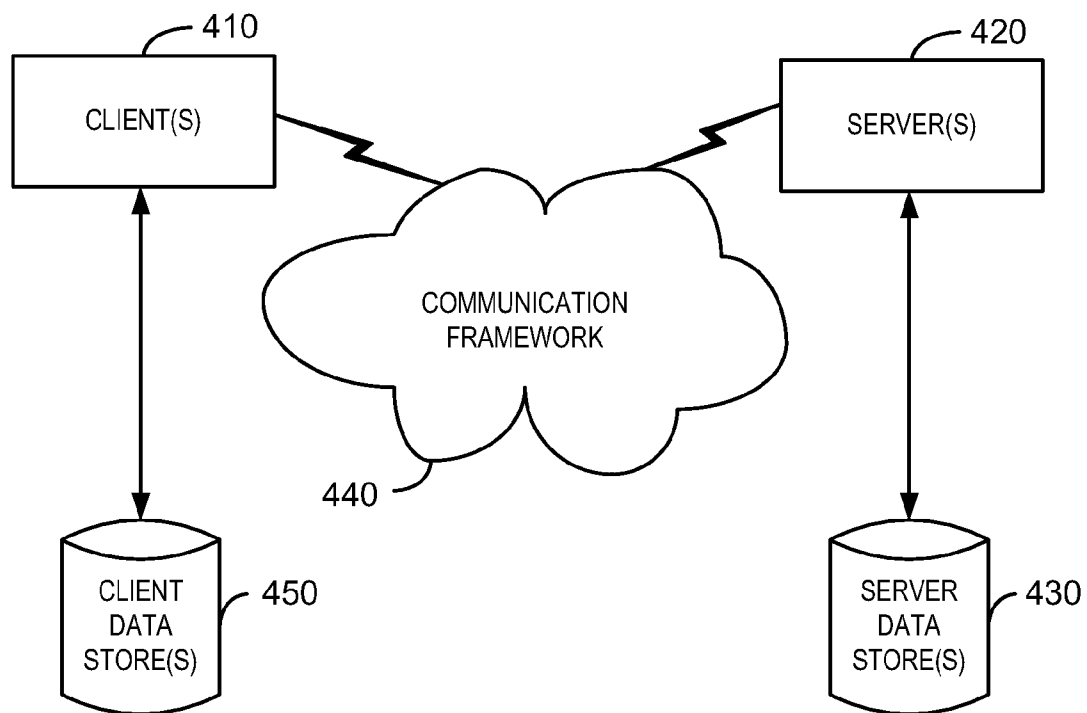 410
420
CLIENT(S)
SERVER(S)
COMMUNICATION
FRAMEWORK
440
CLIENT
DATA
STORE(S)
450
SERVER
DATA
STORE(S)
430